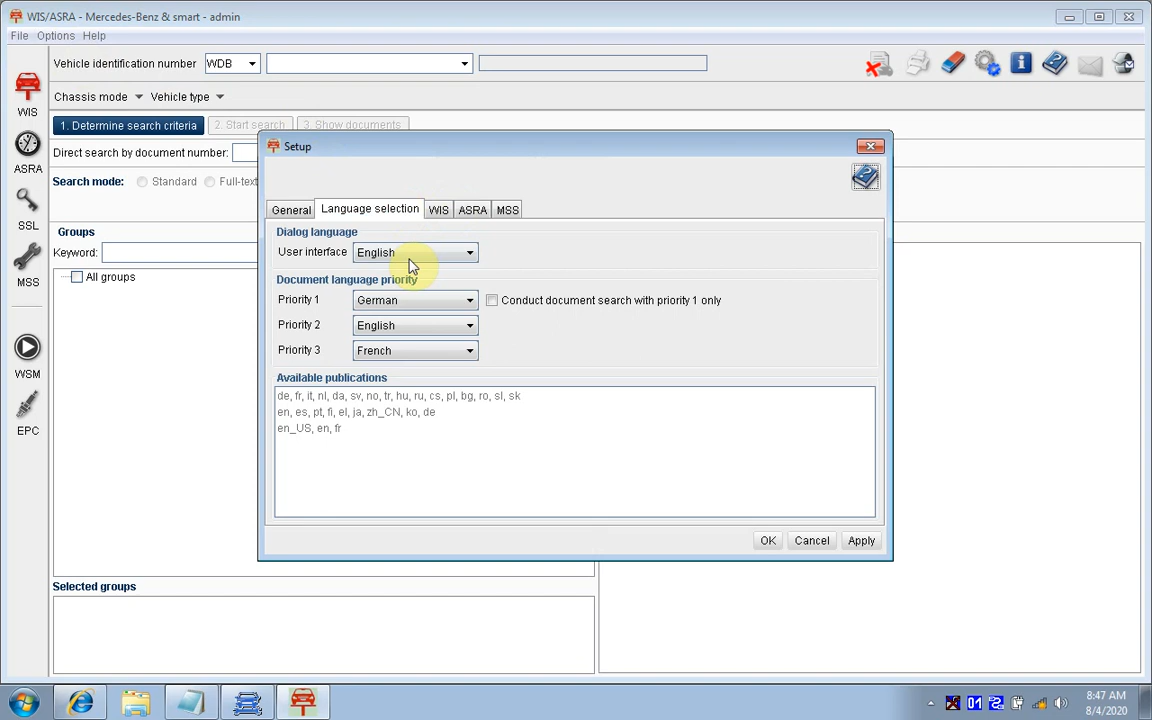 WIS/ASRA - Mercedes-Benz & smart - admin
File Options Help
Vehicle identification number WDB
Chassis mode Vehicle type
1. Determine search criteria 2. Start search 3. Show documents
Direct search by document number:
Search mode: Standard Full-text
Groups
Keyword:
All groups
Selected groups
WIS
ASRA
SSL
MSS
WSM
EPC
Setup
General Language selection WIS ASRA MSS
Dialog language
User interface English
Document language priority
Priority 1 German Conduct document search with priority 1 only
Priority 2 English
Priority 3 French
Available publications
de, fr, it, nl, da, sv, no, tr, hu, ru, cs, pl, bg, ro, sl, sk
en, es, pt, fi, el, ja, zh_CN, ko, de
en_US, en, fr
OK Cancel Apply
8:47 AM
8/4/2020